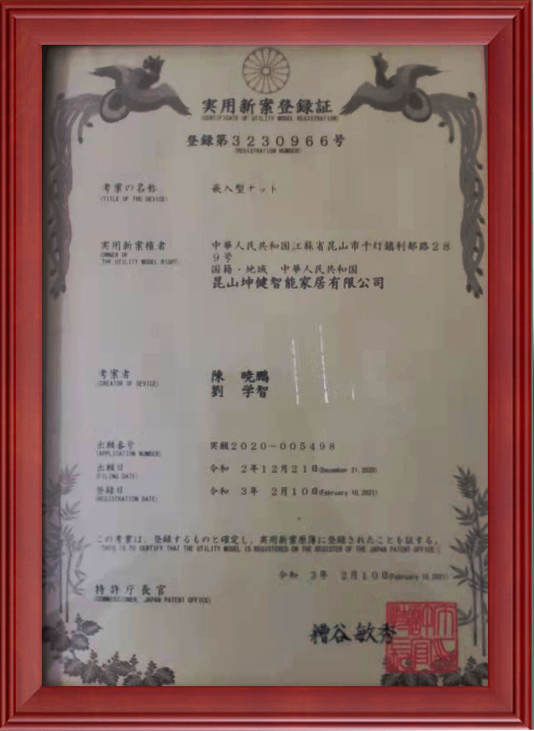 実用新案登録証
(CERTIFICATE OF UTILITY MODEL REGISTRATION)
登録第3230966号
(REGISTRATION NUMBER)
考案の名称
(TITLE OF THE DEVICE)
嵌入型ナット
実用新案権者
(OWNER OF
THE UTILITY MODEL RIGHT)
中華人民共和国江蘇省昆山市千灯鎮利都路28
9号
国籍・地域 中華人民共和国
昆山坤健智能家居有限公司
考案者
(CREATOR OF DEVICE)
陳 暁鵬
劉 学智
出願番号
(APPLICATION NUMBER)
実願2020-005498
出願日
(FILING DATE)
令和 2年12月21日(December 21,2020)
登録日
(REGISTRATION DATE)
令和 3年 2月10日(February 10,2021)
この考案は、登録するものと確定し、実用新案原簿に登録されたことを証する。
(THIS IS TO CERTIFY THAT THE UTILITY MODEL IS REGISTERED ON THE REGISTER OF THE JAPAN PATENT OFFICE.)
令和 3年 2月10日(February 10,2021)
特許庁長官
(COMMISSIONER, JAPAN PATENT OFFICE)
糟谷敏秀